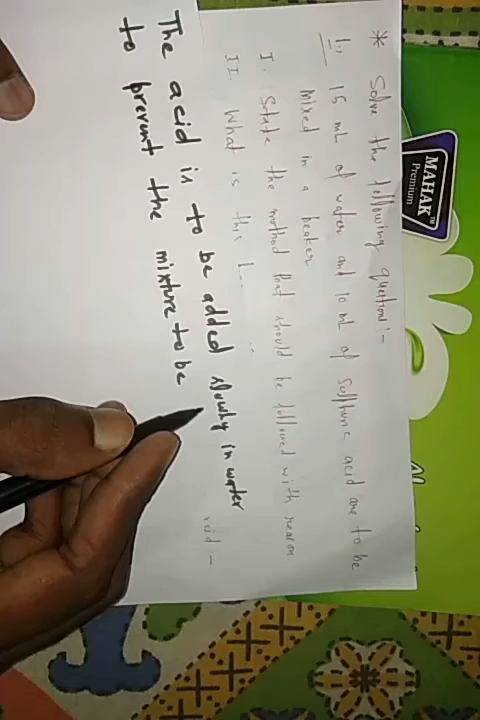 * Solve the following questions :-
1. 15 mL of water and 10 mL of sulphuric acid are to be
mixed in a beaker
I. State the method that should be followed with reason
II. What is this
The acid is to be added slowly in water
to prevent the mixture to be
MAHAK
Premium